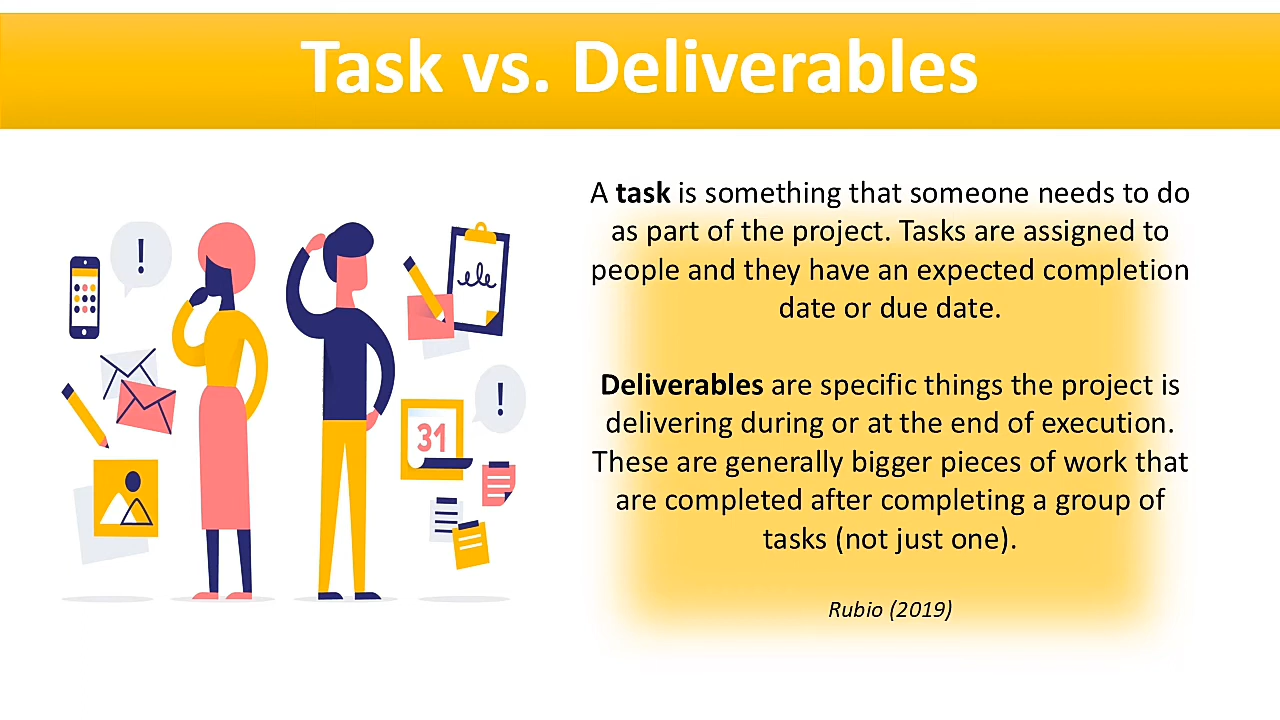 Task vs. Deliverables
A task is something that someone needs to do
as part of the project. Tasks are assigned to
people and they have an expected completion
date or due date.
Deliverables are specific things the project is
delivering during or at the end of execution.
These are generally bigger pieces of work that
are completed after completing a group of
tasks (not just one).
Rubio (2019)
!
!
31